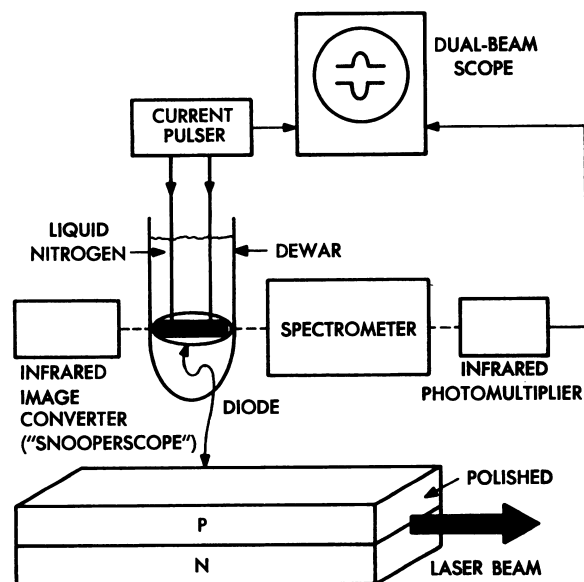 DUAL-BEAM
SCOPE
CURRENT
PULSER
LIQUID
NITROGEN
DEWAR
SPECTROMETER
INFRARED
IMAGE
CONVERTER
("SNOOPERSCOPE")
DIODE
INFRARED
PHOTOMULTIPLIER
POLISHED
P
N
LASER BEAM